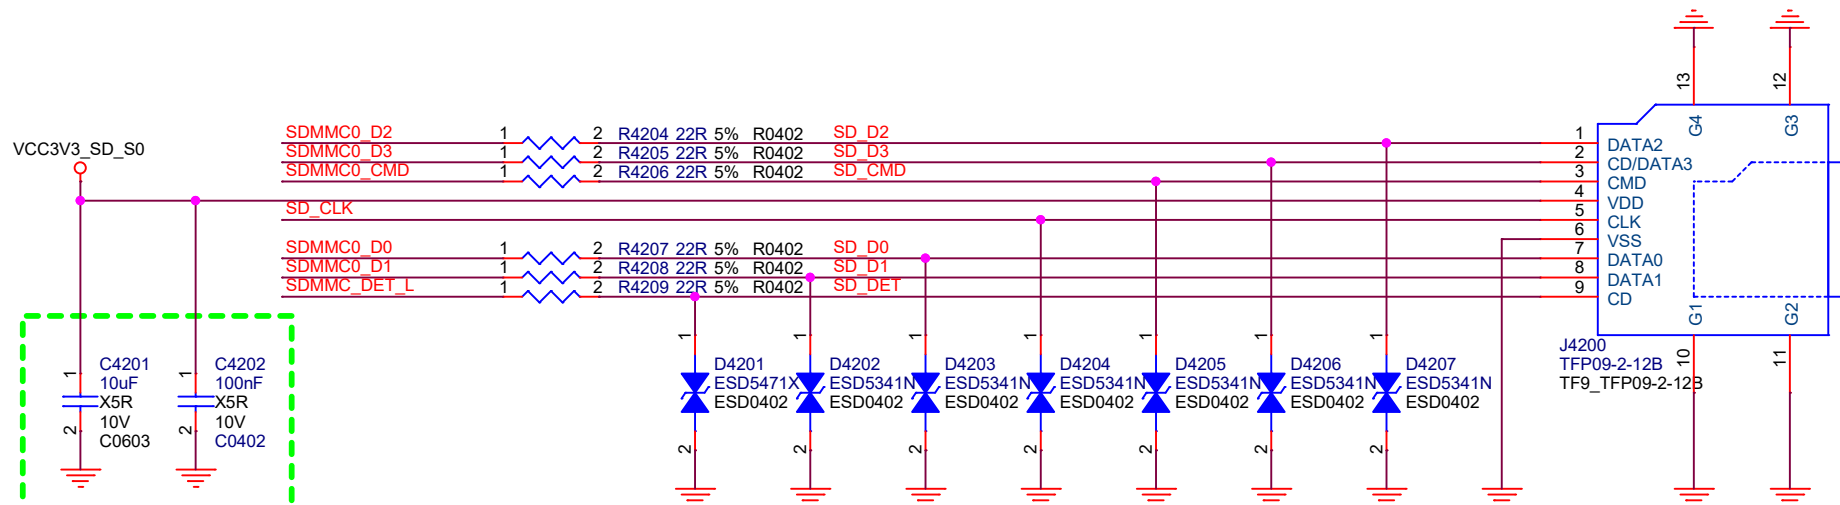 VCC3V3_SD_S0
SDMMC0_D2 1 2 R4204 22R 5% R0402 SD_D2 1 DATA2
SDMMC0_D3 1 2 R4205 22R 5% R0402 SD_D3 2 CD/DATA3
SDMMC0_CMD 1 2 R4206 22R 5% R0402 SD_CMD 3 CMD
4 VDD
SD_CLK 5 CLK
6 VSS
SDMMC0_D0 1 2 R4207 22R 5% R0402 SD_D0 7 DATA0
SDMMC0_D1 1 2 R4208 22R 5% R0402 SD_D1 8 DATA1
SDMMC_DET_L 1 2 R4209 22R 5% R0402 SD_DET 9 CD
13
12
G4
G3
G1
G2
10
11
J4200
TFP09-2-12B
TF9_TFP09-2-12B
1
C4201
10uF
X5R
10V
C0603
2
1
C4202
100nF
X5R
10V
C0402
2
1
D4201
ESD5471X
ESD0402
2
1
D4202
ESD5341N
ESD0402
2
1
D4203
ESD5341N
ESD0402
2
1
D4204
ESD5341N
ESD0402
2
1
D4205
ESD5341N
ESD0402
2
1
D4206
ESD5341N
ESD0402
2
1
D4207
ESD5341N
ESD0402
2